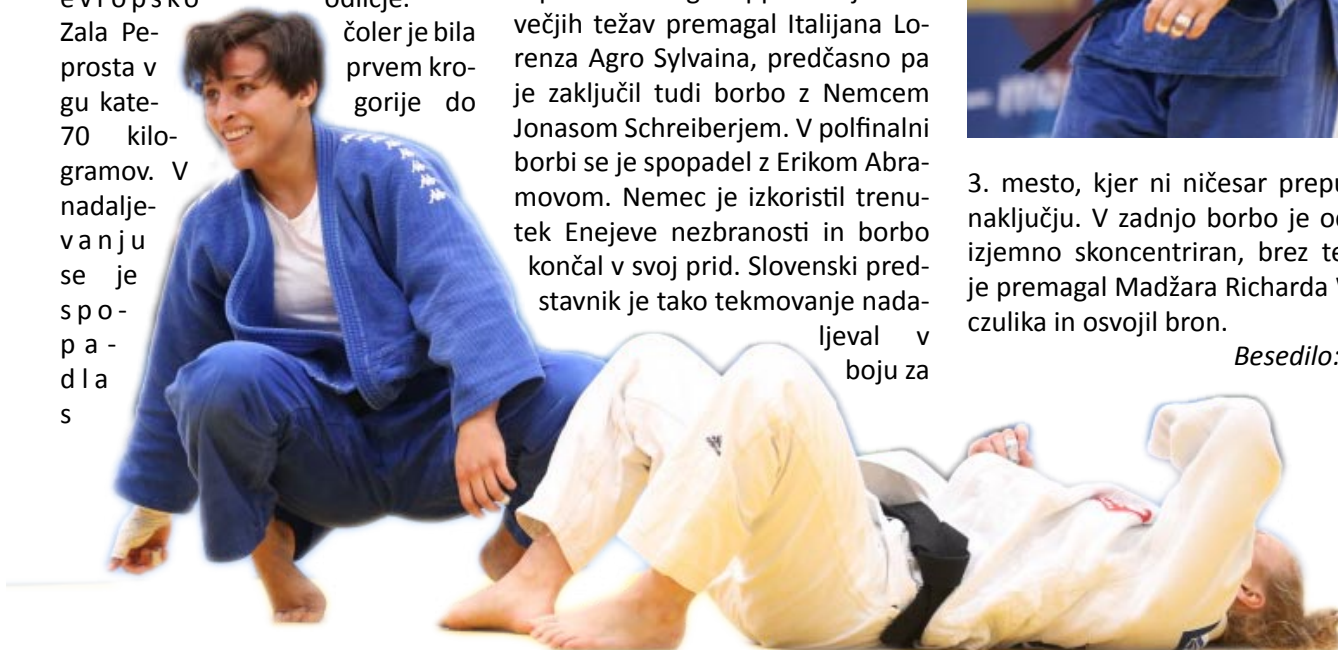 evropsko odličje.
Zala Pe- čoler je bila
prosta v prvem kro-
gu kate- gorije do
70 kilo-
gramov. V
nadalje-
vanju
se je
spo-
pa-
dla
s
večjih težav premagal Italijana Lo-
renza Agro Sylvaina, predčasno pa
je zaključil tudi borbo z Nemcem
Jonasom Schreiberjem. V polfinalni
borbi se je spopadel z Erikom Abra-
movom. Nemec je izkoristil trenu-
tek Enejeve nezbranosti in borbo
končal v svoj prid. Slovenski pred-
stavnik je tako tekmovanje nada-
ljeval v
boju za
3. mesto, kjer ni ničesar prepu
naključju. V zadnjo borbo je
izjemno skoncentriran, brez
je premagal Madžara Richarda
czulika in osvojil bron.
Besedilo: